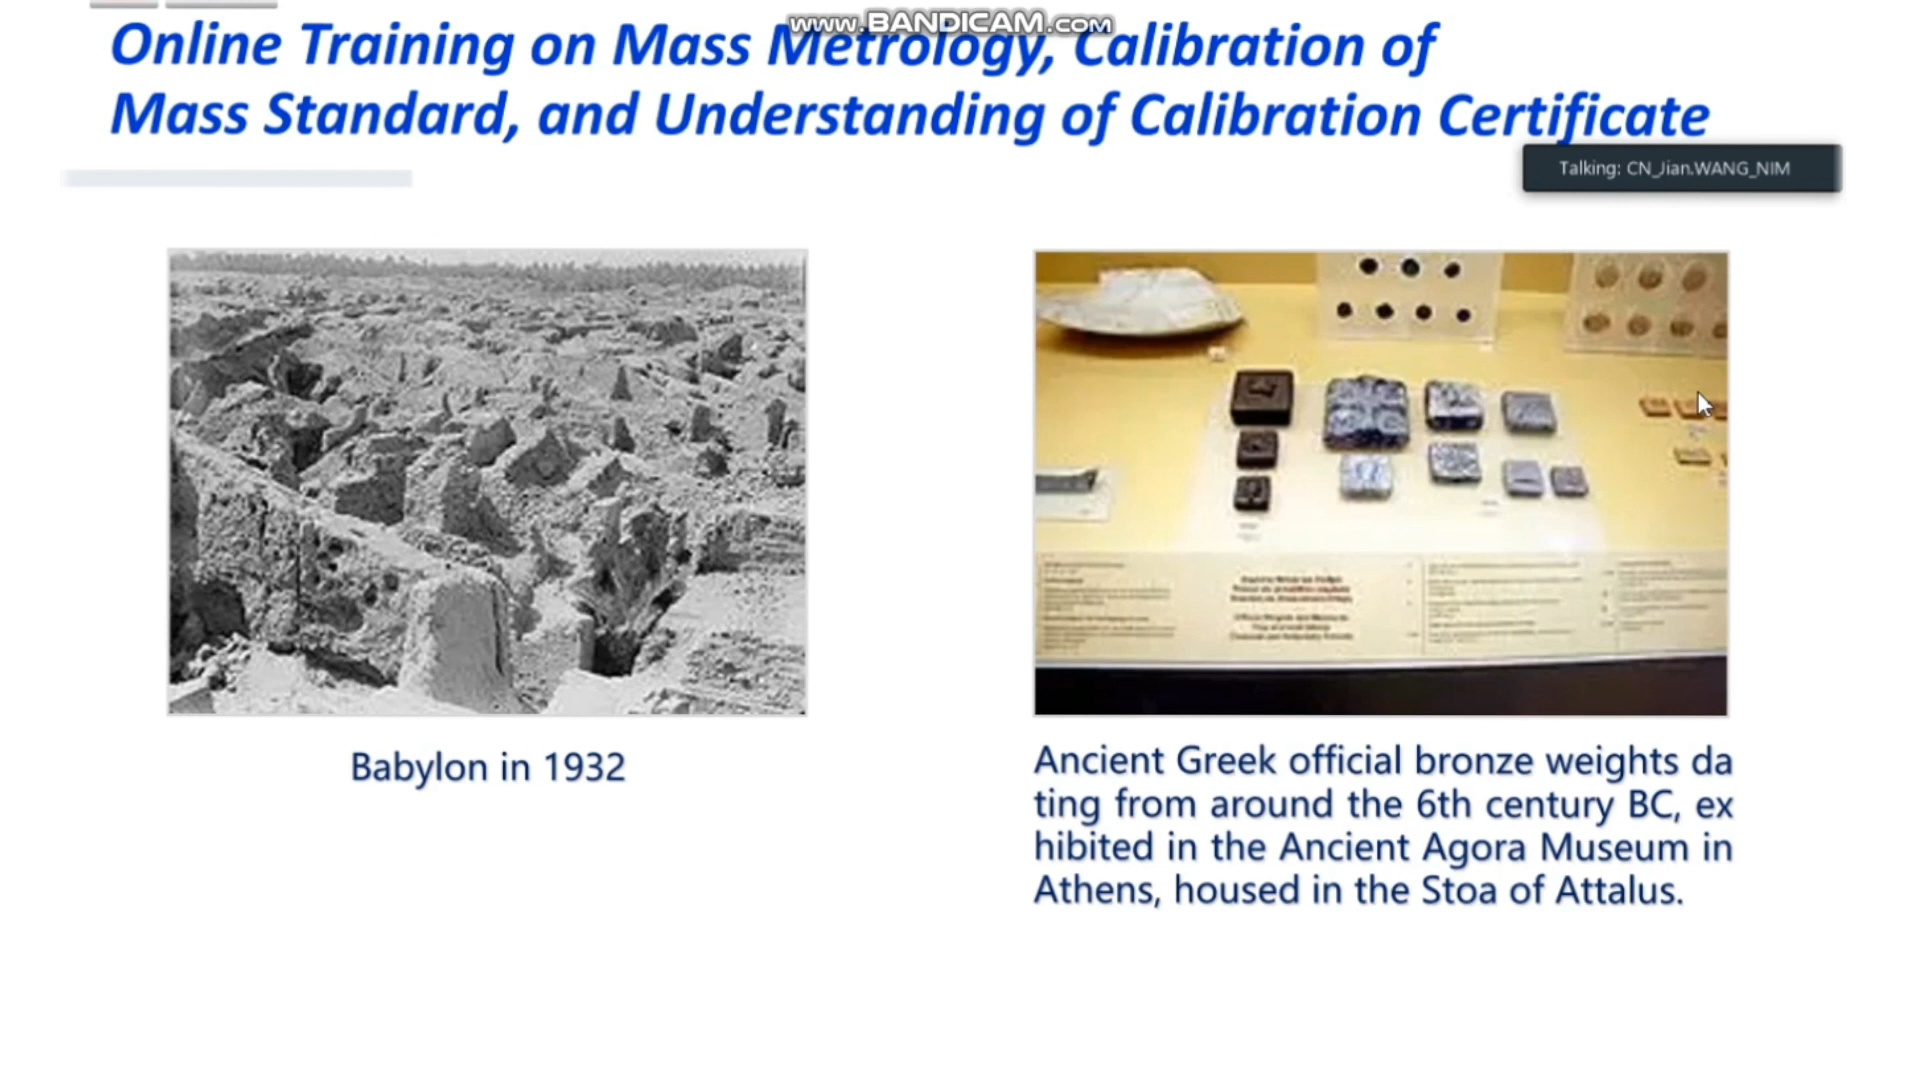 www.BANDICAM.com
Online Training on Mass Metrology, Calibration of
Mass Standard, and Understanding of Calibration Certificate
Talking: CN_Jian.WANG_NIM
Babylon in 1932
Ancient Greek official bronze weights da
ting from around the 6th century BC, ex
hibited in the Ancient Agora Museum in
Athens, housed in the Stoa of Attalus.